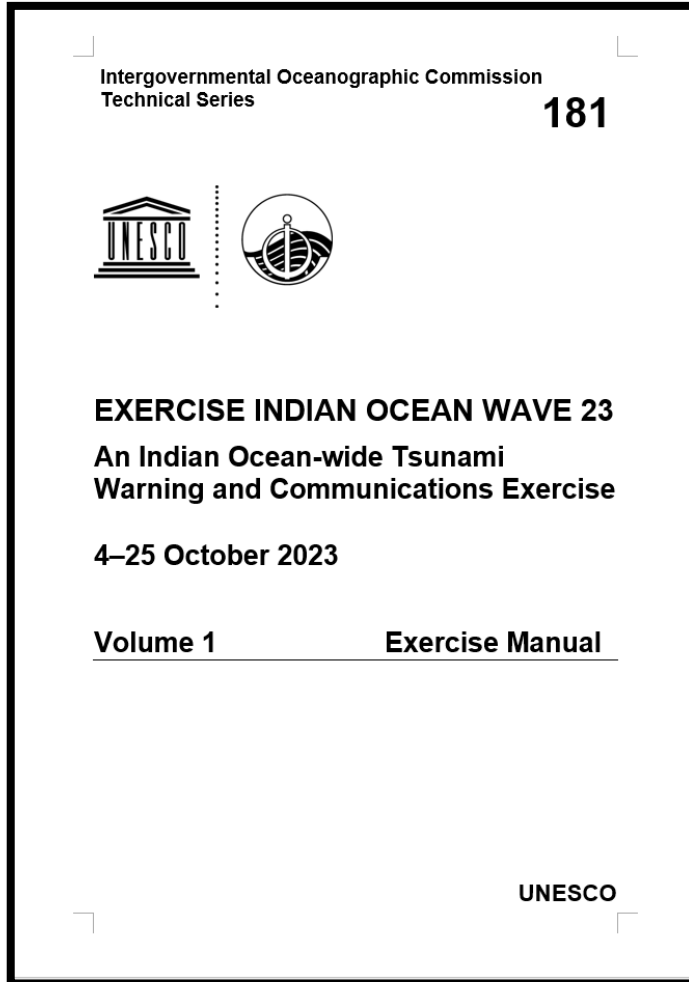 Intergovernmental Oceanographic Commission
Technical Series
181
UNESCO
EXERCISE INDIAN OCEAN WAVE 23
An Indian Ocean-wide Tsunami
Warning and Communications Exercise
4–25 October 2023
Volume 1 Exercise Manual
UNESCO